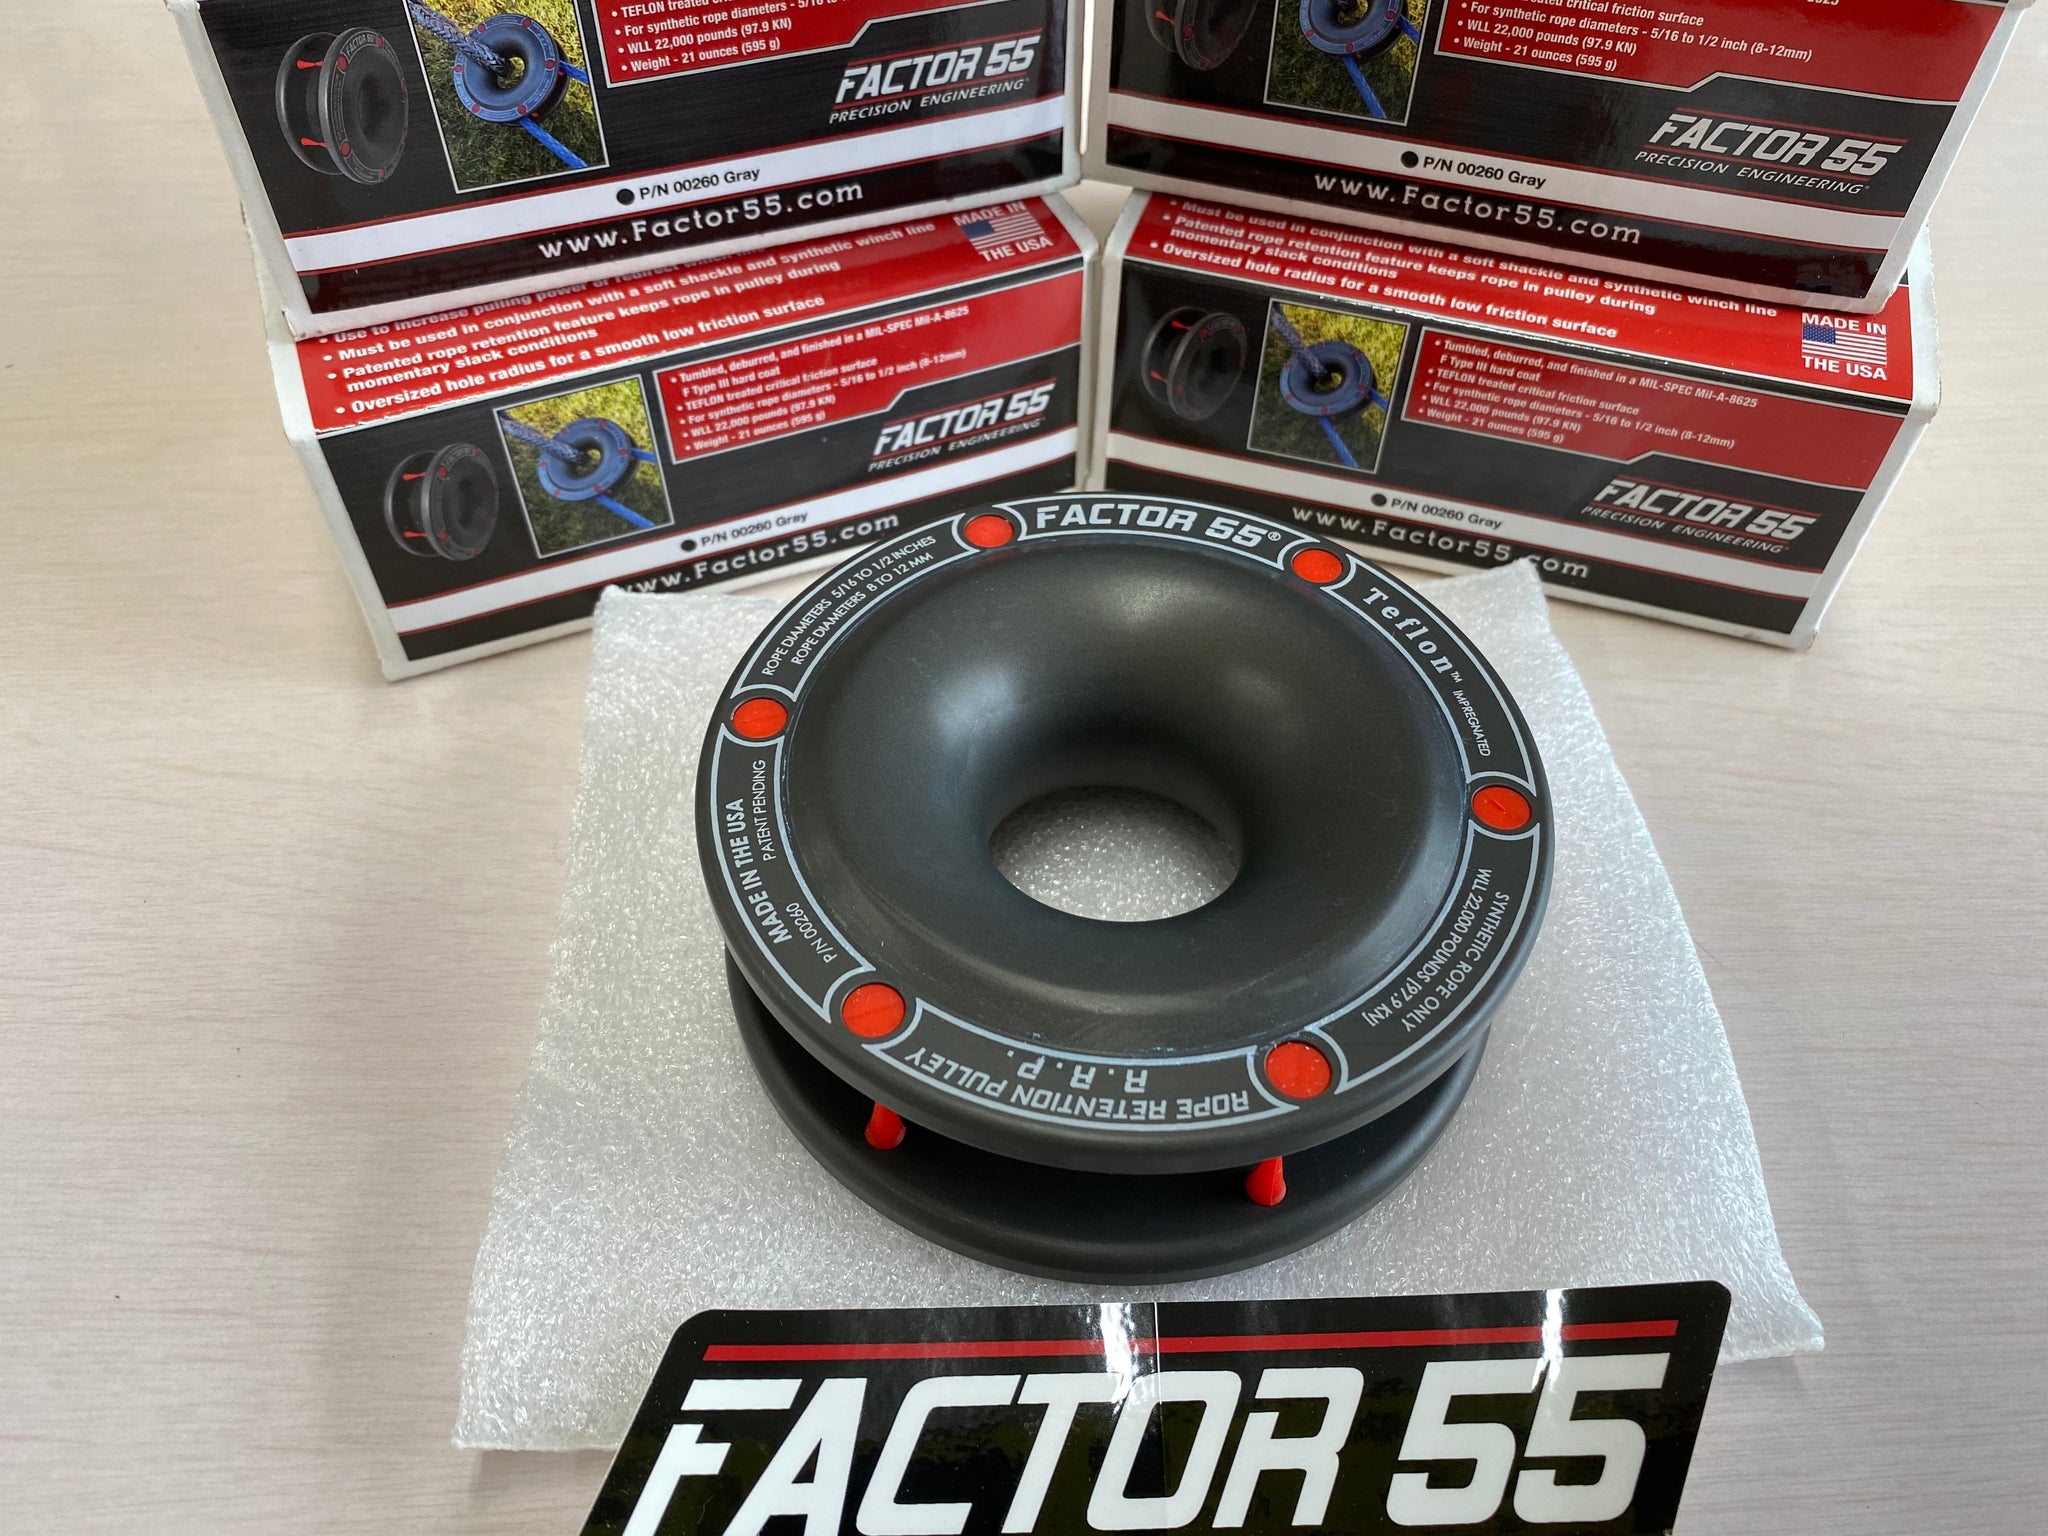 • TEFLON treated critical friction surface
• For synthetic rope diameters - 5/16 to
• WLL 22,000 pounds (97.9 KN)
• Weight - 21 ounces (595 g)
FACTOR 55
PRECISION ENGINEERING
P/N 00260 Gray
www.Factor55.com
treated critical friction surface
• For synthetic rope diameters - 5/16 to 1/2 inch (8-12mm)
• WLL 22,000 pounds (97.9 KN)
• Weight - 21 ounces (595 g)
FACTOR 55
PRECISION ENGINEERING
P/N 00260 Gray
www.Factor55.com
• Use to increase pulling power or redirect
• Must be used in conjunction with a soft shackle and synthetic winch line
• Patented rope retention feature keeps rope in pulley during
momentary slack conditions
• Oversized hole radius for a smooth low friction surface
MADE IN
THE USA
• Tumbled, deburred, and finished in a MIL-SPEC Mil-A-8625
F Type III hard coat
• TEFLON treated critical friction surface
• For synthetic rope diameters - 5/16 to 1/2 inch (8-12mm)
• WLL 22,000 pounds (97.9 KN)
• Weight - 21 ounces (595 g)
FACTOR 55
PRECISION ENGINEERING
P/N 00260 Gray
www.Factor55.com
• Must be used in conjunction with a soft shackle and synthetic winch line
• Patented rope retention feature keeps rope in pulley during
momentary slack conditions
• Oversized hole radius for a smooth low friction surface
MADE IN
THE USA
• Tumbled, deburred, and finished in a MIL-SPEC Mil-A-8625
F Type III hard coat
• TEFLON treated critical friction surface
• For synthetic rope diameters - 5/16 to 1/2 inch (8-12mm)
• WLL 22,000 pounds (97.9 KN)
• Weight - 21 ounces (595 g)
FACTOR 55
PRECISION ENGINEERING
P/N 00260 Gray
www.Factor55.com
FACTOR 55®
Teflon™ IMPREGNATED
SYNTHETIC ROPE ONLY
WLL 22,000 POUNDS [97.9 KN]
ROPE RETENTION PULLEY
R.R.P.
MADE IN THE USA
PATENT PENDING
P/N 00260
ROPE DIAMETERS 5/16 TO 1/2 INCHES
ROPE DIAMETERS 8 TO 12 MM
FACTOR 55